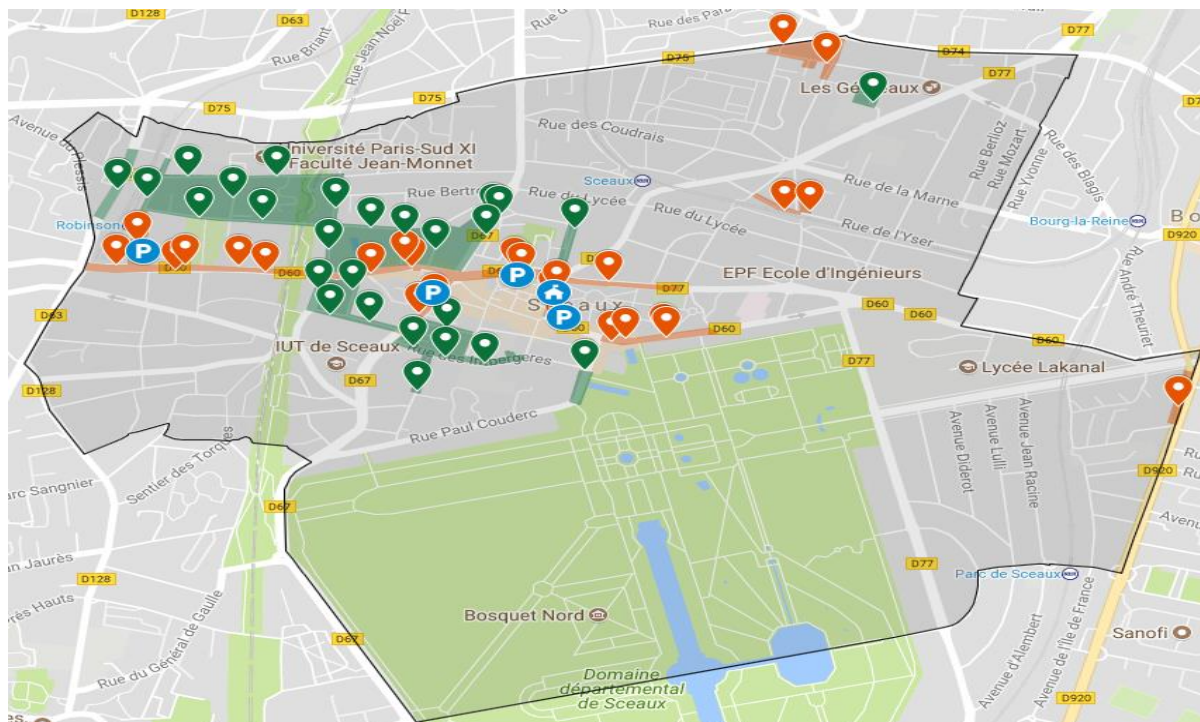 D128
D63
Rue Jean Noël
Rue Briant
Rue des Par
D75
D74
D77
D75
D75
Les Gémeaux
D77
Avenue du Plessis
Université Paris-Sud XI
Faculté Jean-Monnet
Rue des Coudrais
Rue Berlioz
Rue Mozart
Rue Yvonne
Rue des Blagis
Rue Bertr
Rue du Lycée
Sceaux
Rue de la Marne
Robinson
D67
Rue du Lycée
Rue de l'Yser
Bourg-la-Reine
D920
P
D60
D60
P
D77
D77
EPF Ecole d'Ingénieurs
Rue André Theuriet
P
Sceaux
D60
D60
D63
P
D60
D60
D60
IUT de Sceaux
Rue des Imbergères
D77
Lycée Lakanal
D67
D128
Rue Paul Couderc
Avenue Diderot
Avenue Lulli
Avenue Jean Racine
Sentier des Torques
arc Sangnier
D67
D920
Jaurès
D128
D77
Parc de Sceaux
Rue du Général de Gaulle
Bosquet Nord
D67
Avenue d'Alembert
Avenue de l'Île de France
Sanofi
Domaine
départemental
de Sceaux
D920